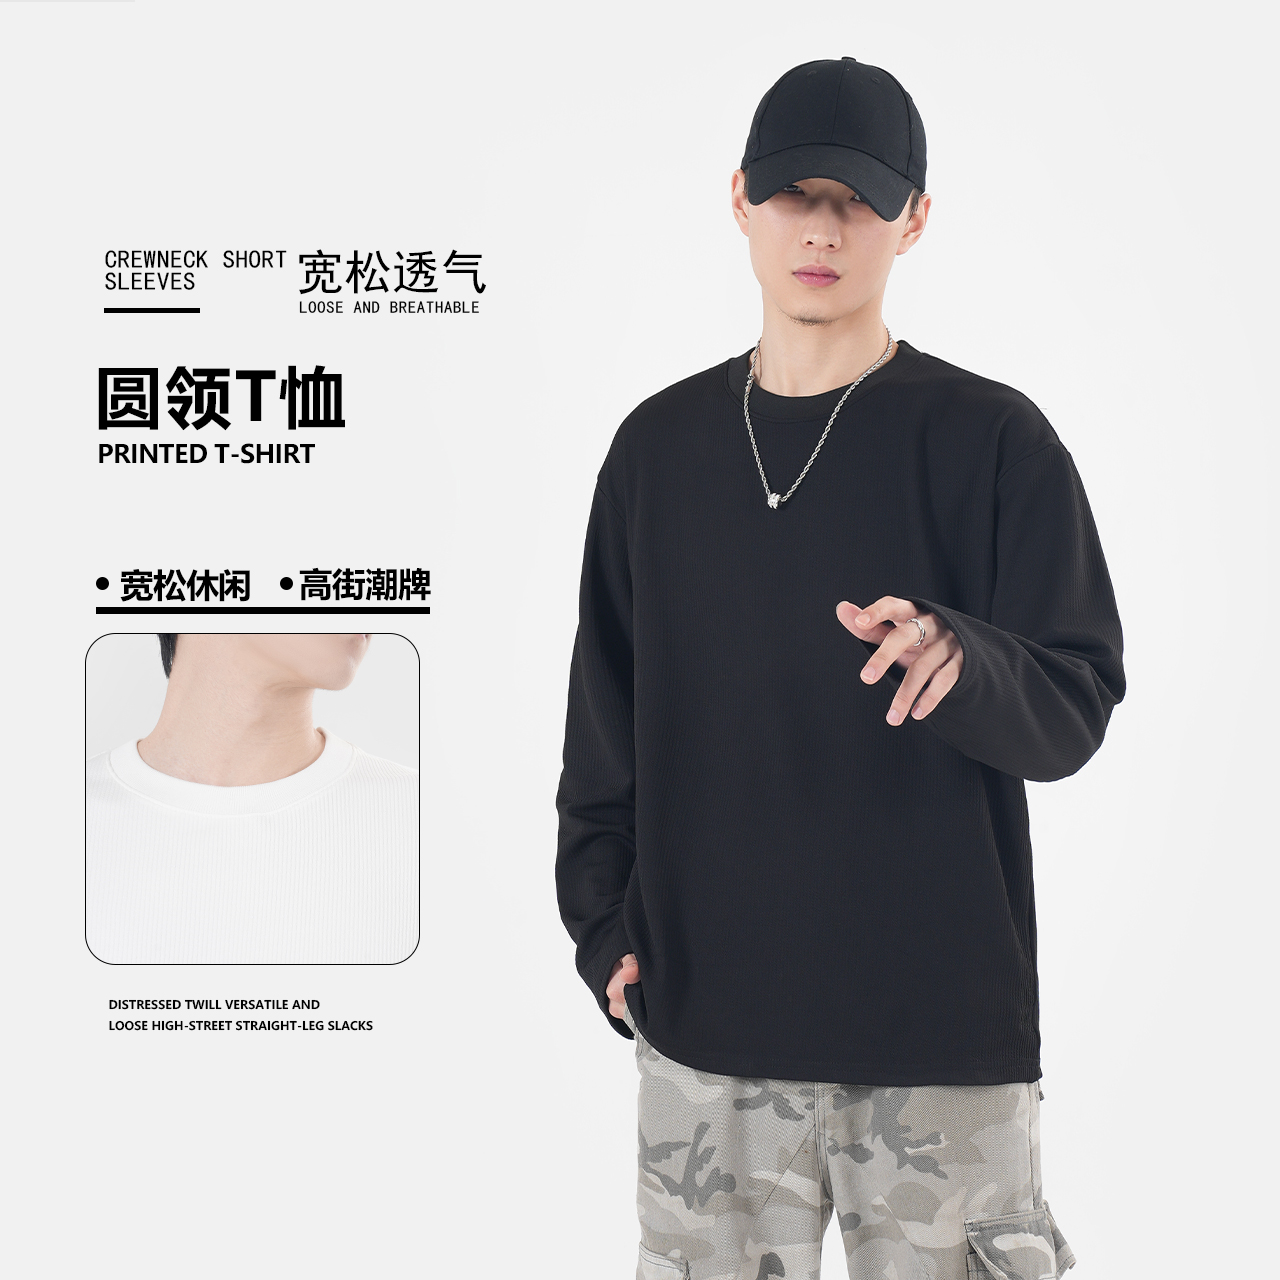 CREWNECK SHORT
SLEEVES
宽松透气
LOOSE AND BREATHABLE
圆领T恤
PRINTED T-SHIRT
• 宽松休闲 • 高街潮牌
DISTRESSED TWILL VERSATILE AND
LOOSE HIGH-STREET STRAIGHT-LEG SLACKS